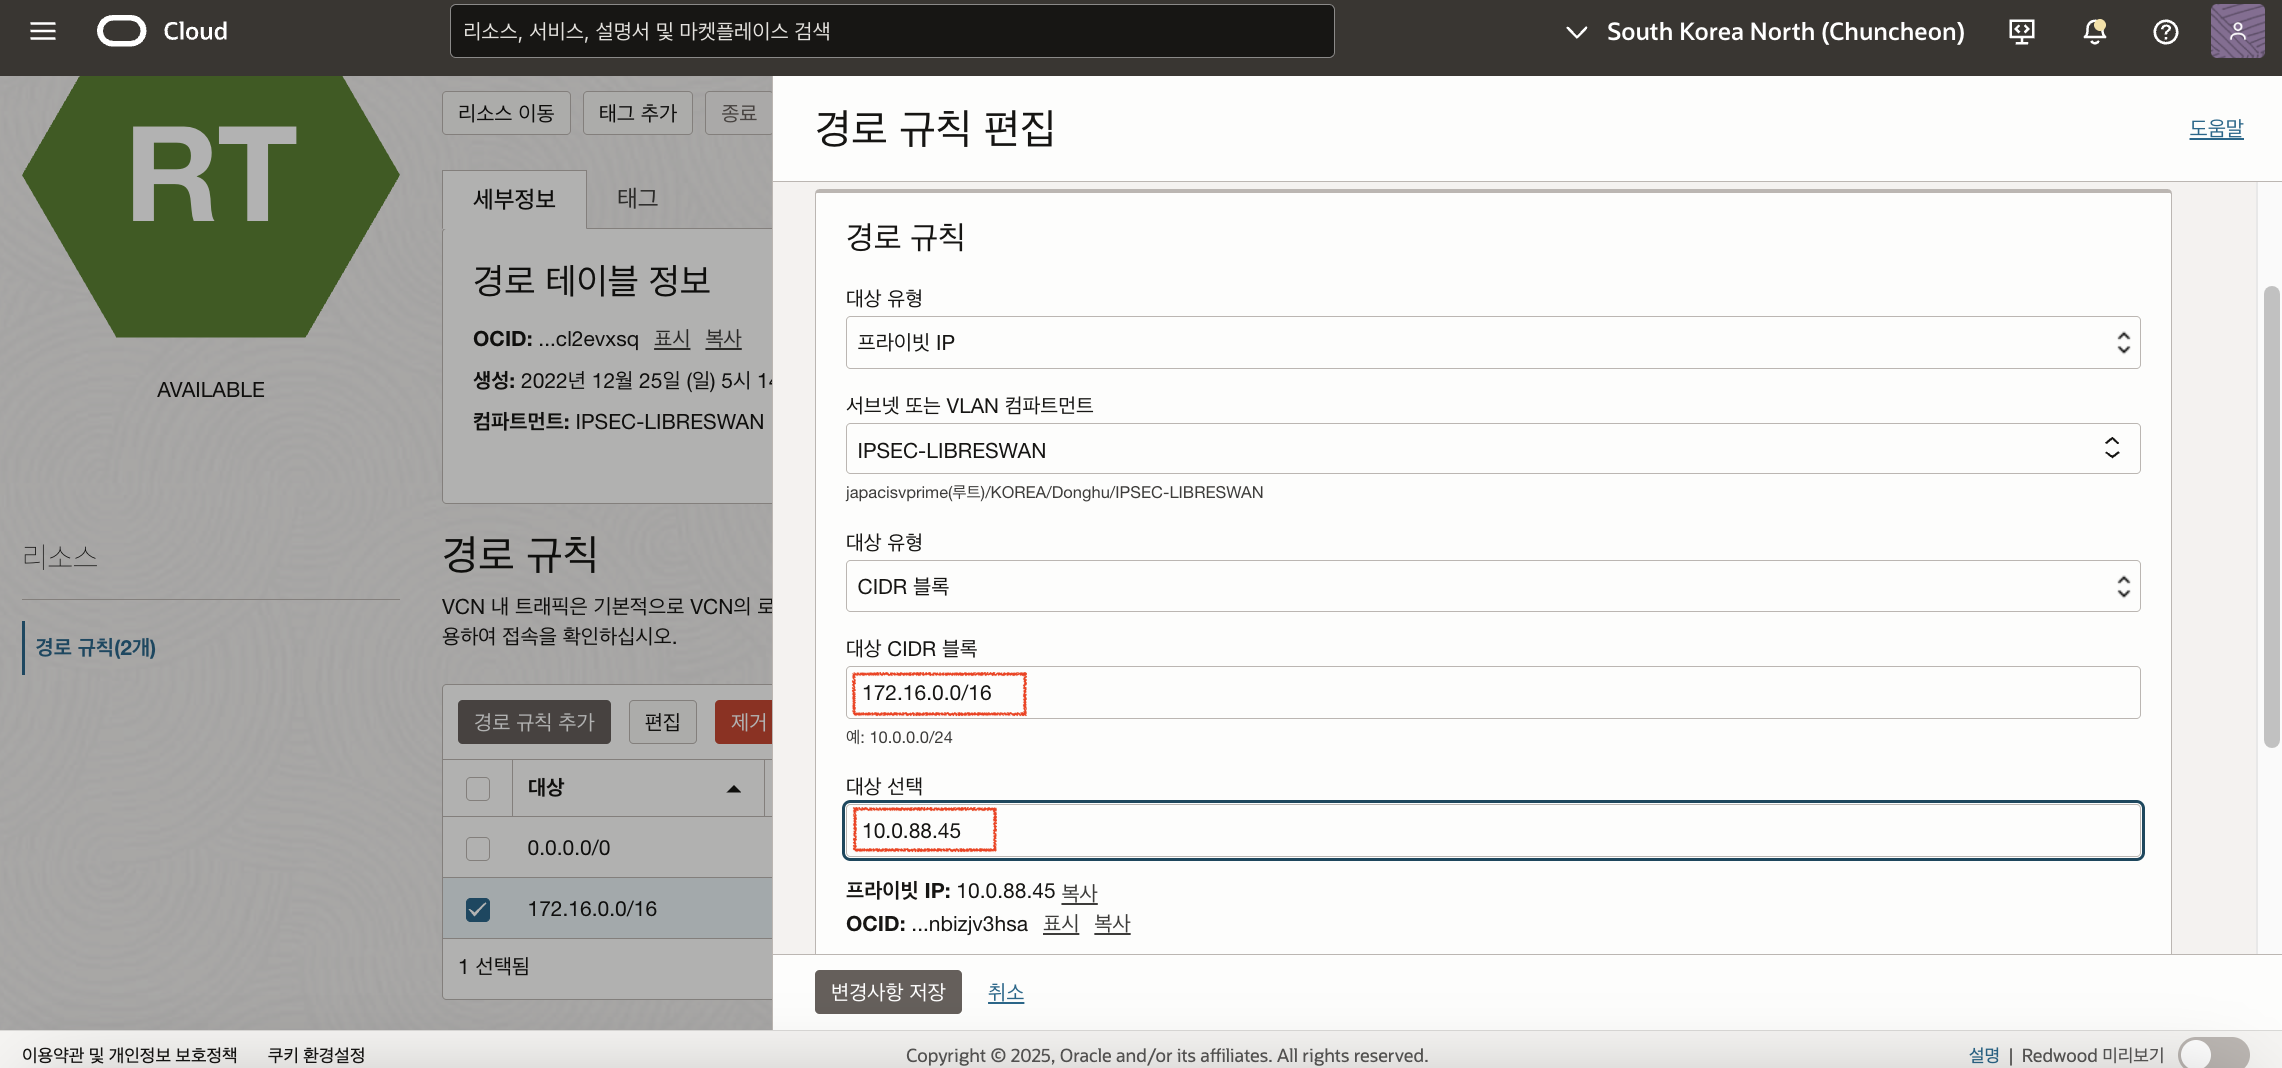 Cloud
리소스, 서비스, 설명서 및 마켓플레이스 검색
South Korea North (Chuncheon)
RT
AVAILABLE
리소스
경로 규칙(2개)
리소스 이동
태그 추가
종료
세부정보
태그
경로 테이블 정보
OCID: ...cl2evxsq 표시 복사
생성: 2022년 12월 25일 (일) 5시
컴파트먼트: IPSEC-LIBRESWAN
경로 규칙
VCN 내 트래픽은 기본적으로 VCN의
용하여 접속을 확인하십시오.
경로 규칙 추가
편집
제거
대상
0.0.0.0/0
172.16.0.0/16
1 선택됨
경로 규칙 편집
도움말
경로 규칙
대상 유형
프라이빗 IP
서브넷 또는 VLAN 컴파트먼트
IPSEC-LIBRESWAN
japacisvprime(루트)/KOREA/Donghu/IPSEC-LIBRESWAN
대상 유형
CIDR 블록
대상 CIDR 블록
172.16.0.0/16
예: 10.0.0.0/24
대상 선택
10.0.88.45
프라이빗 IP: 10.0.88.45 복사
OCID: ...nbizjv3hsa 표시 복사
변경사항 저장
취소
이용약관 및 개인정보 보호정책
쿠키 환경설정
Copyright © 2025, Oracle and/or its affiliates. All rights reserved.
설명 | Redwood 미리보기